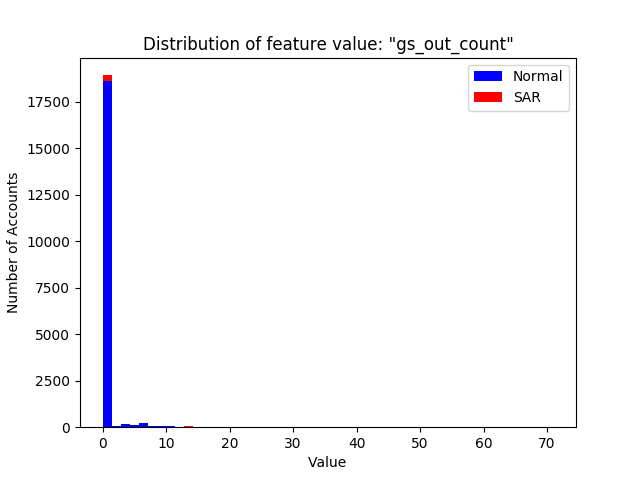 Distribution of feature value: "gs_out_count"
Normal
SAR
Number of Accounts
17500
15000
12500
10000
7500
5000
2500
0
0 10 20 30 40 50 60 70
Value